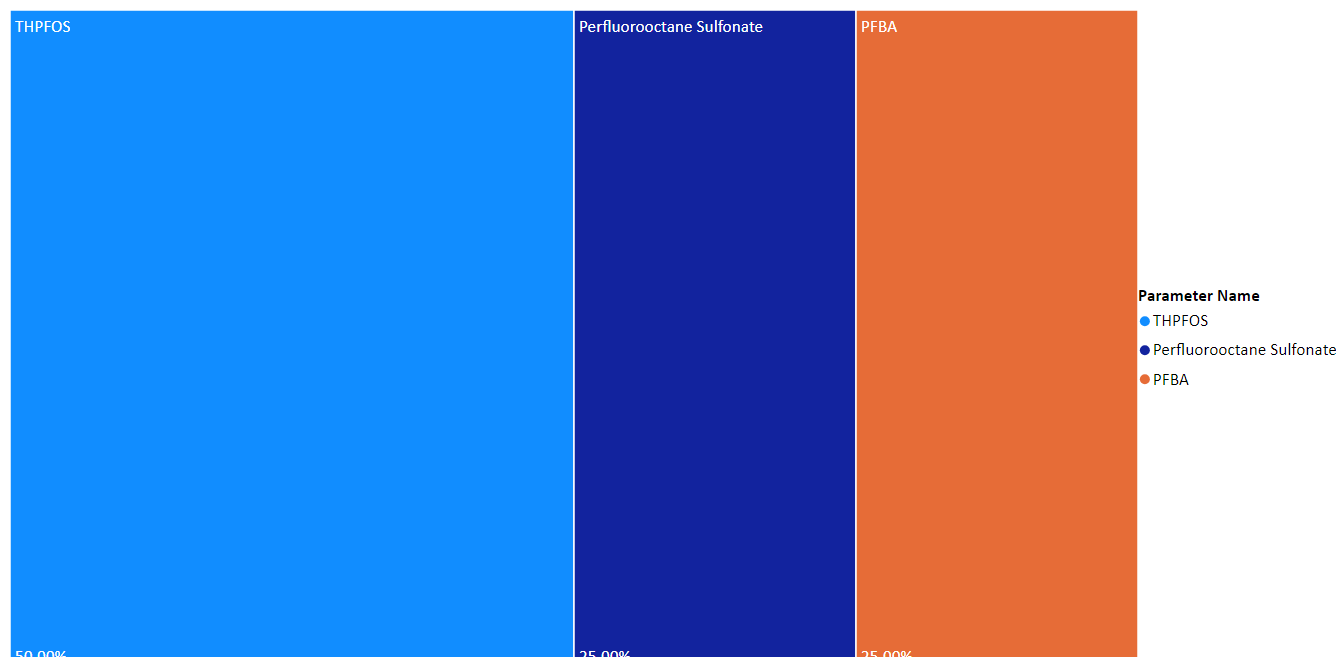 THPFOS
Perfluorooctane Sulfonate
PFBA
50.00%
25.00%
25.00%
Parameter Name
THPFOS
Perfluorooctane Sulfonate
PFBA